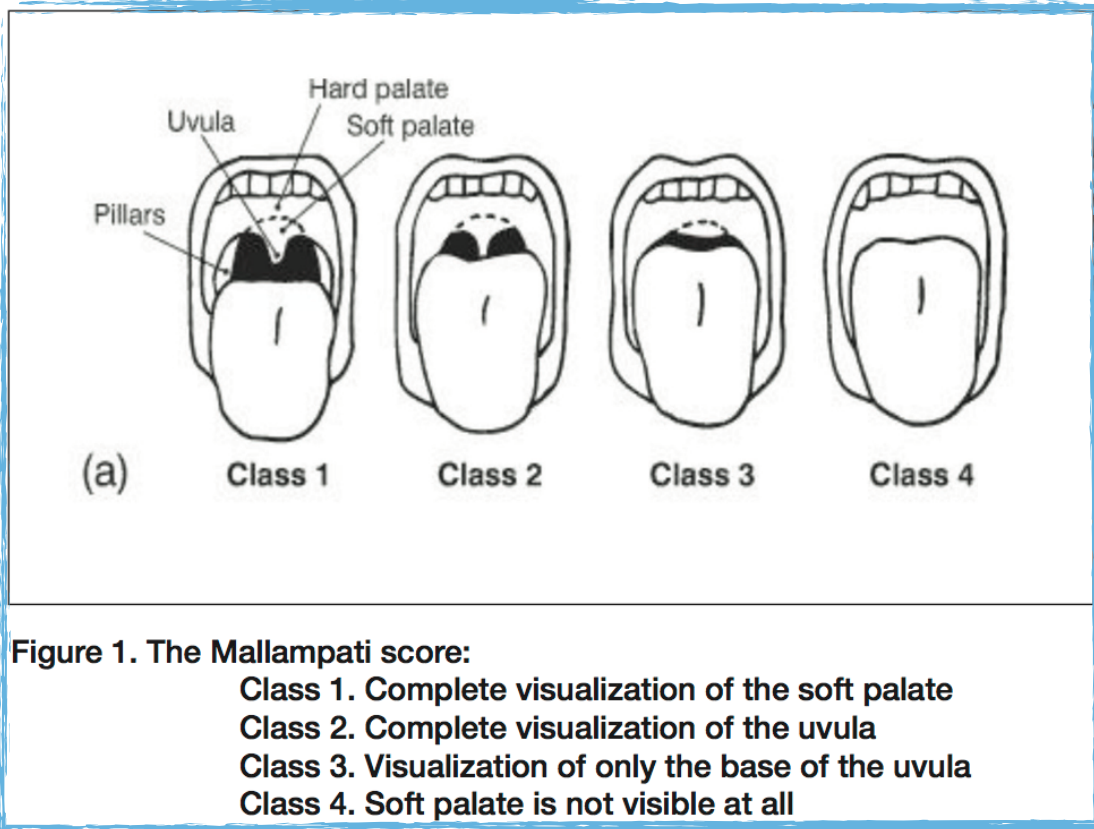 Hard palate
Uvula
Soft palate
Pillars
(a)
Class 1
Class 2
Class 3
Class 4
Figure 1. The Mallampati score:
Class 1. Complete visualization of the soft palate
Class 2. Complete visualization of the uvula
Class 3. Visualization of only the base of the uvula
Class 4. Soft palate is not visible at all